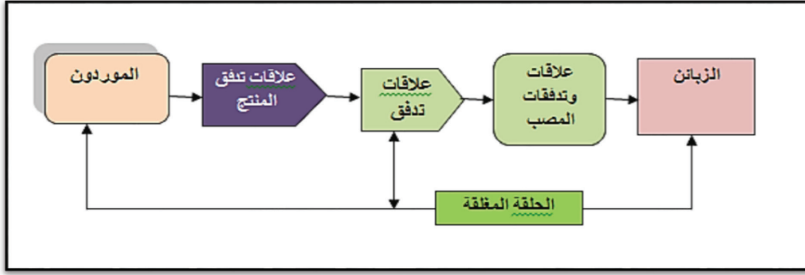 الموردون
علاقات تدفق
المنتج
علاقات
تدفق
علاقات
وتدفقات
المصب
الزبائن
الحلقة المغلقة